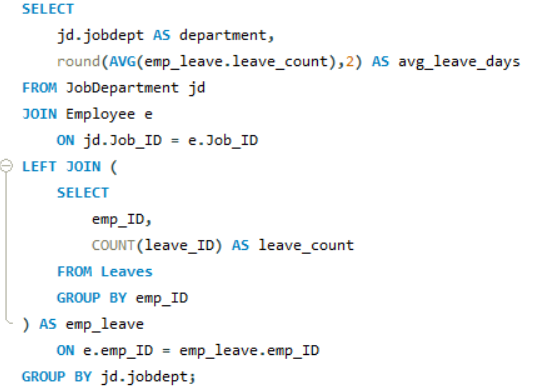 SELECT
jd.jobdept AS department,
round(AVG(emp_leave.leave_count),2) AS avg_leave_days
FROM JobDepartment jd
JOIN Employee e
ON jd.Job_ID = e.Job_ID
LEFT JOIN (
SELECT
emp_ID,
COUNT(leave_ID) AS leave_count
FROM Leaves
GROUP BY emp_ID
) AS emp_leave
ON e.emp_ID = emp_leave.emp_ID
GROUP BY jd.jobdept;